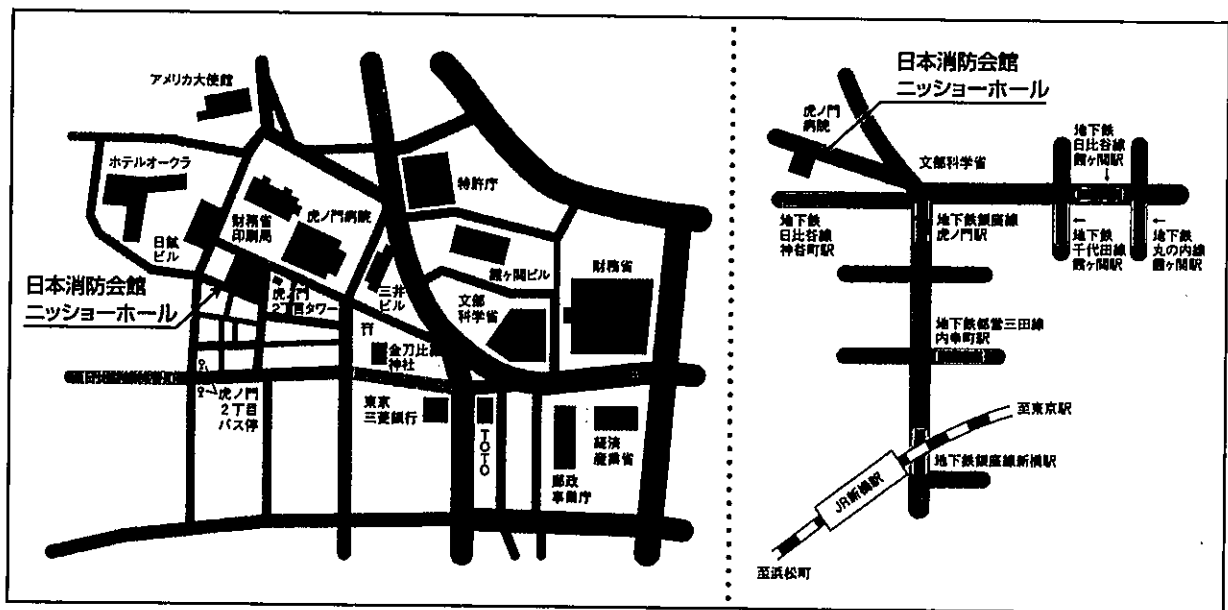 アメリカ大使館
ホテルオークラ
特許庁
財務省
印刷局
虎ノ門病院
日鉱
ビル
日本消防会館
ニッショーホール
虎ノ門
2丁目タワー
三井
ビル
霞ヶ関ビル
文部
科学省
財務省
金刀比羅
神社
虎ノ門
2丁目
バス停
東京
三菱銀行
TOTO
郵政
事業庁
経済
産業省
日本消防会館
ニッショーホール
虎ノ門
病院
文部科学省
地下鉄
日比谷線
霞ヶ関駅
地下鉄
日比谷線
神谷町駅
地下鉄銀座線
虎ノ門駅
←
地下鉄
千代田線
霞ヶ関駅
←
地下鉄
丸の内線
霞ヶ関駅
地下鉄都営三田線
内幸町駅
至東京駅
地下鉄銀座線新橋駅
JR新橋駅
至浜松町